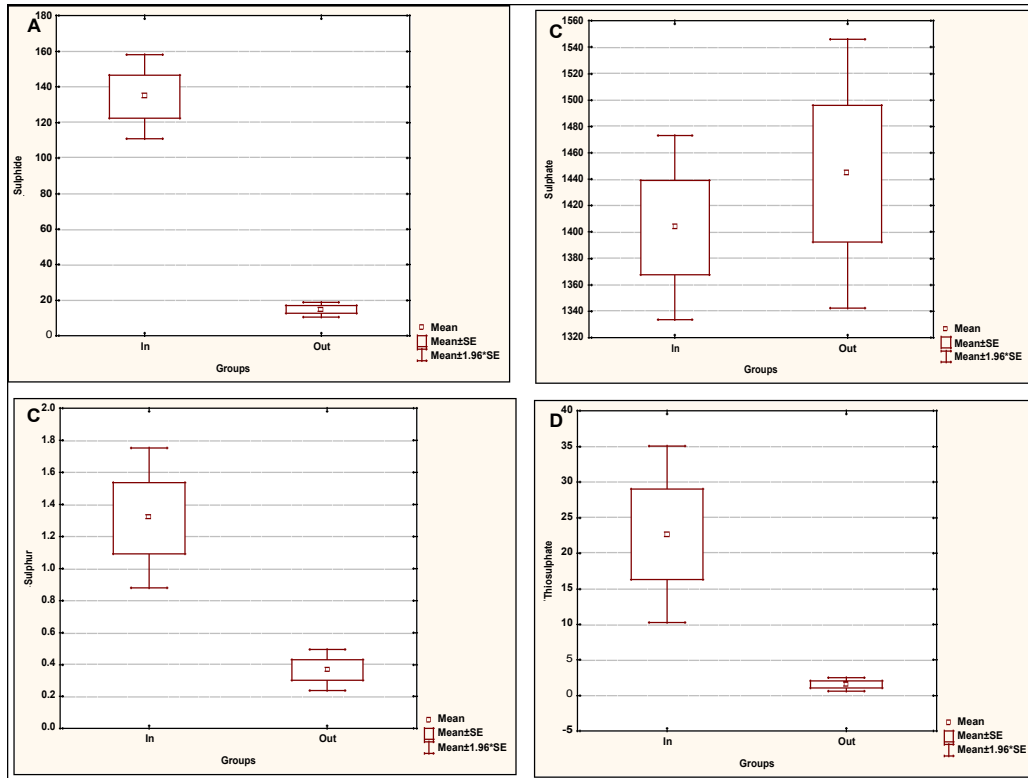 A
180
160
140
120
100
80
60
40
20
0
Sulphide
In
Out
Groups
Mean
Mean±SE
Mean±1.96*SE
C
1560
1540
1520
1500
1480
1460
1440
1420
1400
1380
1360
1340
1320
Sulphate
In
Out
Groups
Mean
Mean±SE
Mean±1.96*SE
C
2.0
1.8
1.6
1.4
1.2
1.0
0.8
0.6
0.4
0.2
0.0
Sulphur
In
Out
Groups
Mean
Mean±SE
Mean±1.96*SE
D
40
35
30
25
20
15
10
5
0
-5
Thiosulphate
In
Out
Groups
Mean
Mean±SE
Mean±1.96*SE